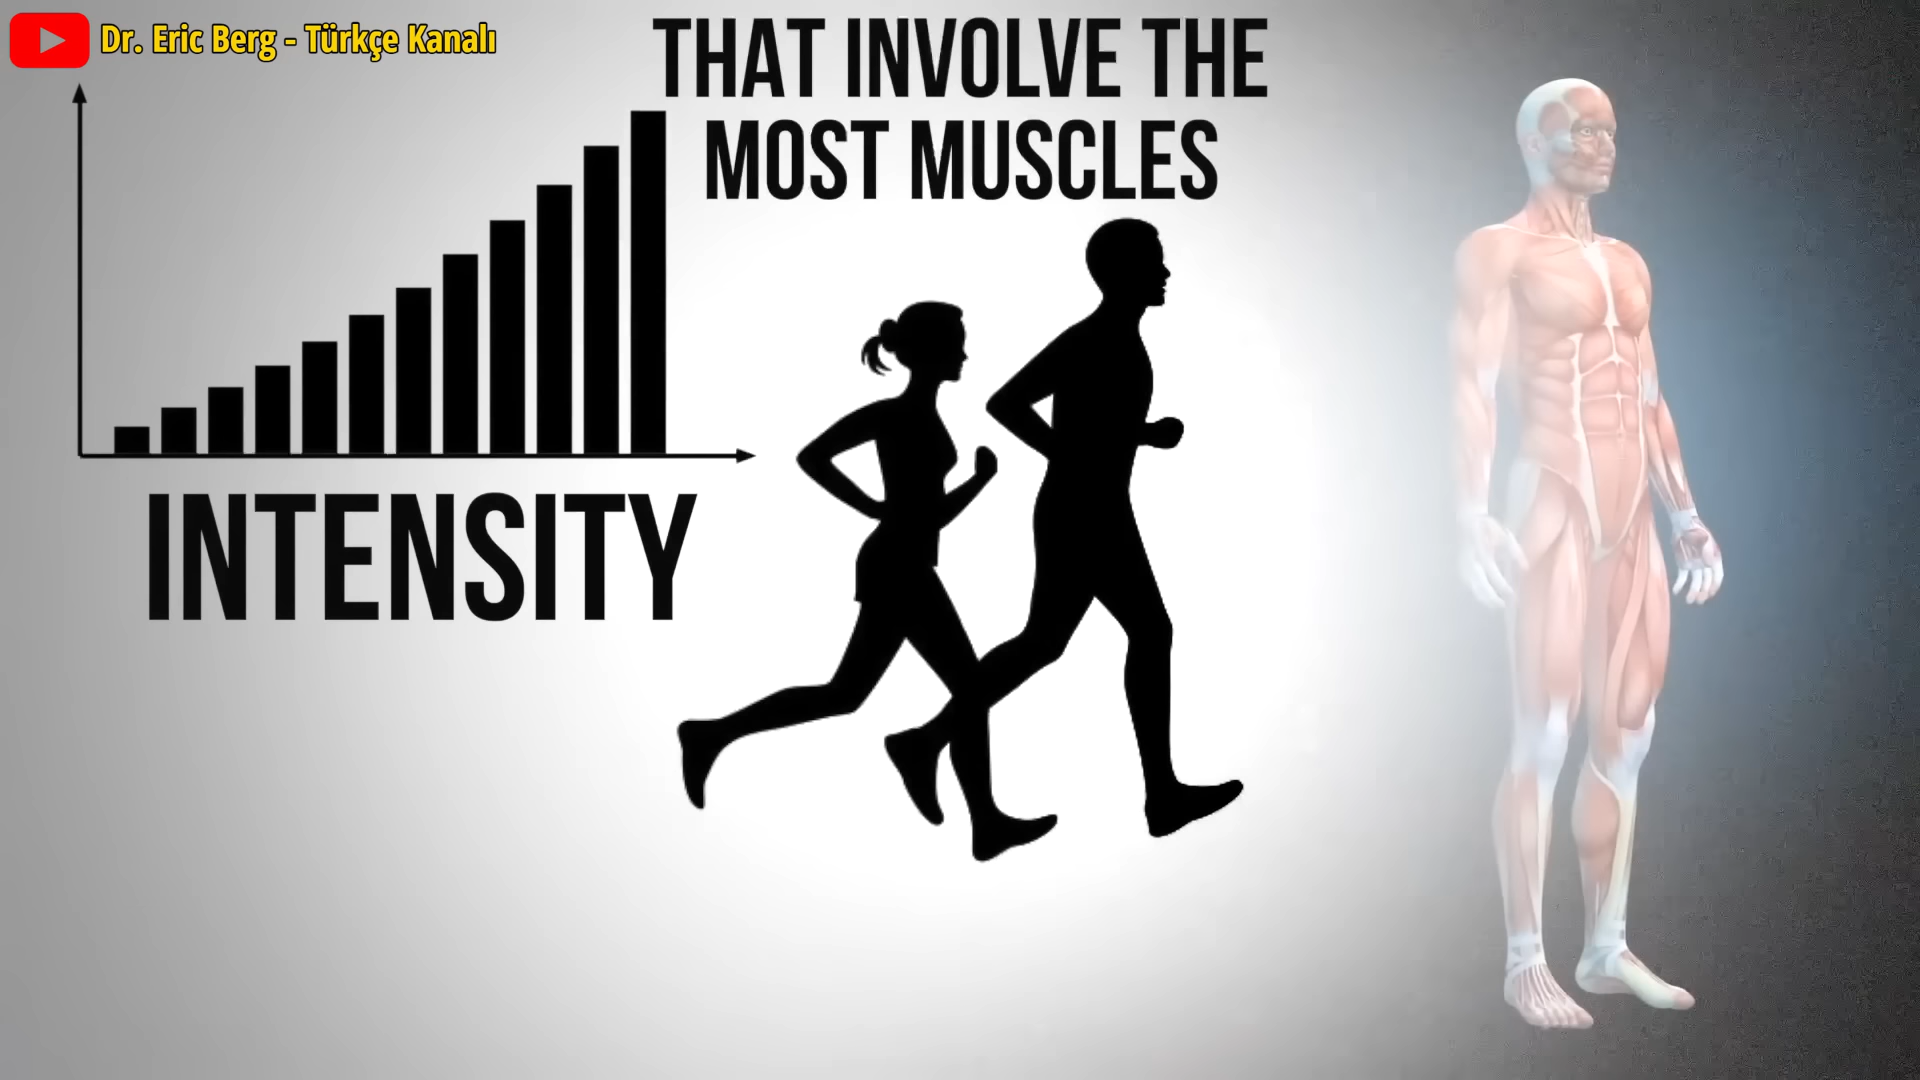 Dr. Eric Berg - Türkçe Kanalı
THAT INVOLVE THE
MOST MUSCLES
INTENSITY